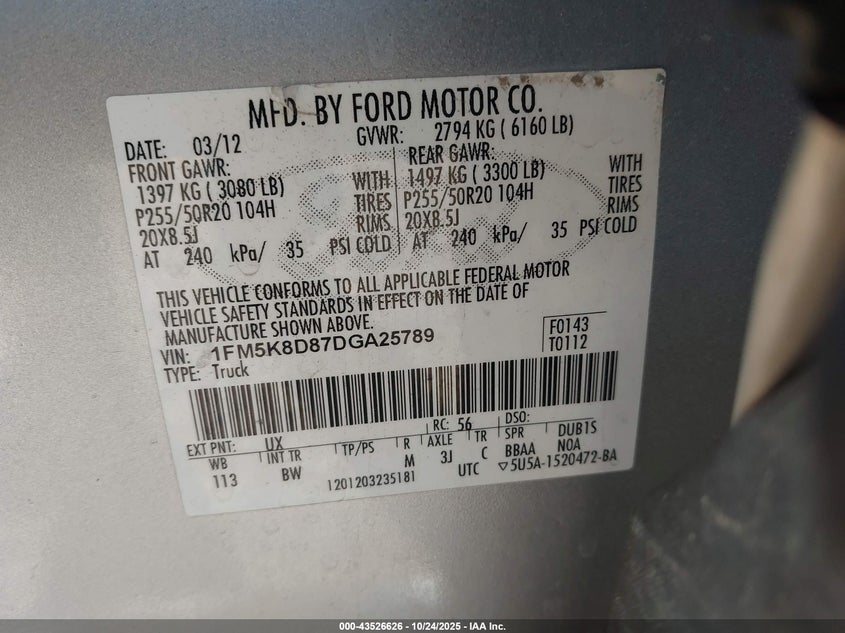 MFD. BY FORD MOTOR CO.
DATE: 03/12 GVWR: 2794 KG ( 6160 LB)
FRONT GAWR: REAR GAWR:
1397 KG ( 3080 LB) WITH 1497 KG ( 3300 LB) WITH
P255/50R20 104H TIRES P255/50R20 104H TIRES
20X8.5J RIMS 20X8.5J RIMS
AT 240 kPa/ 35 PSI COLD AT 240 kPa/ 35 PSI COLD
THIS VEHICLE CONFORMS TO ALL APPLICABLE FEDERAL MOTOR
VEHICLE SAFETY STANDARDS IN EFFECT ON THE DATE OF
MANUFACTURE SHOWN ABOVE.
VIN: 1FM5K8D87DGA25789 F0143
TYPE: Truck T0112
EXT PNT: UX RC: 56 DSO:
WB INT TR TP/PS R AXLE TR SPR DUB1S
113 BW M 3J C BBAA NOA
1201203235181 UTC ▽5U5A-1520472-BA
Ford
000-43526626 - 10/24/2025 - IAA Inc.